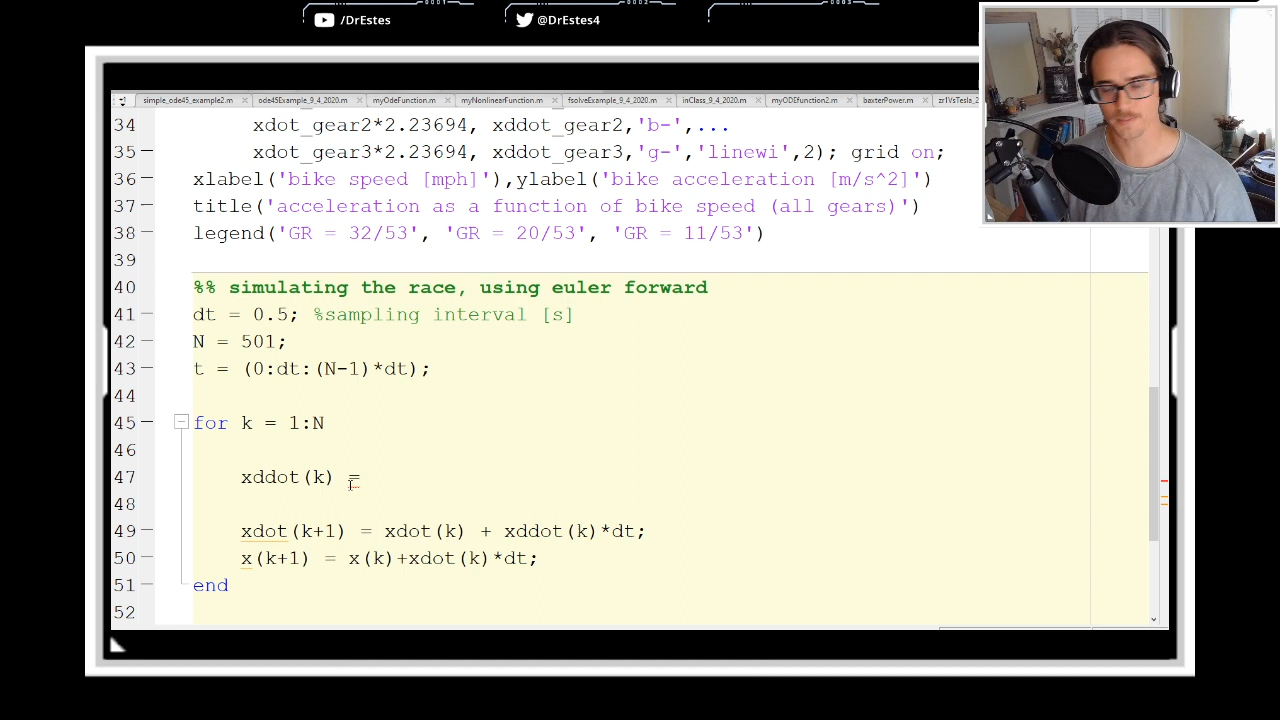 0001
0002
0003
/DrEstes
@DrEstes4
simple_ode45_example2.m
ode45Example_9_4_2020.m
myOdeFunction.m
myNonlinearFunction.m
fsolveExample_9_4_2020.m
inClass_9_4_2020.m
myODEfunction2.m
baxterPower.m
zr1VsTesla_2
34 xdot_gear2*2.23694, xddot_gear2,'b-',...
35 xdot_gear3*2.23694, xddot_gear3,'g-','linewi',2); grid on;
36 xlabel('bike speed [mph]'),ylabel('bike acceleration [m/s^2]')
37 title('acceleration as a function of bike speed (all gears)')
38 legend('GR = 32/53', 'GR = 20/53', 'GR = 11/53')
39
40 %% simulating the race, using euler forward
41 dt = 0.5; %sampling interval [s]
42 N = 501;
43 t = (0:dt:(N-1)*dt);
44
45 for k = 1:N
46
47 xddot(k) =
48
49 xdot(k+1) = xdot(k) + xddot(k)*dt;
50 x(k+1) = x(k)+xdot(k)*dt;
51 end
52